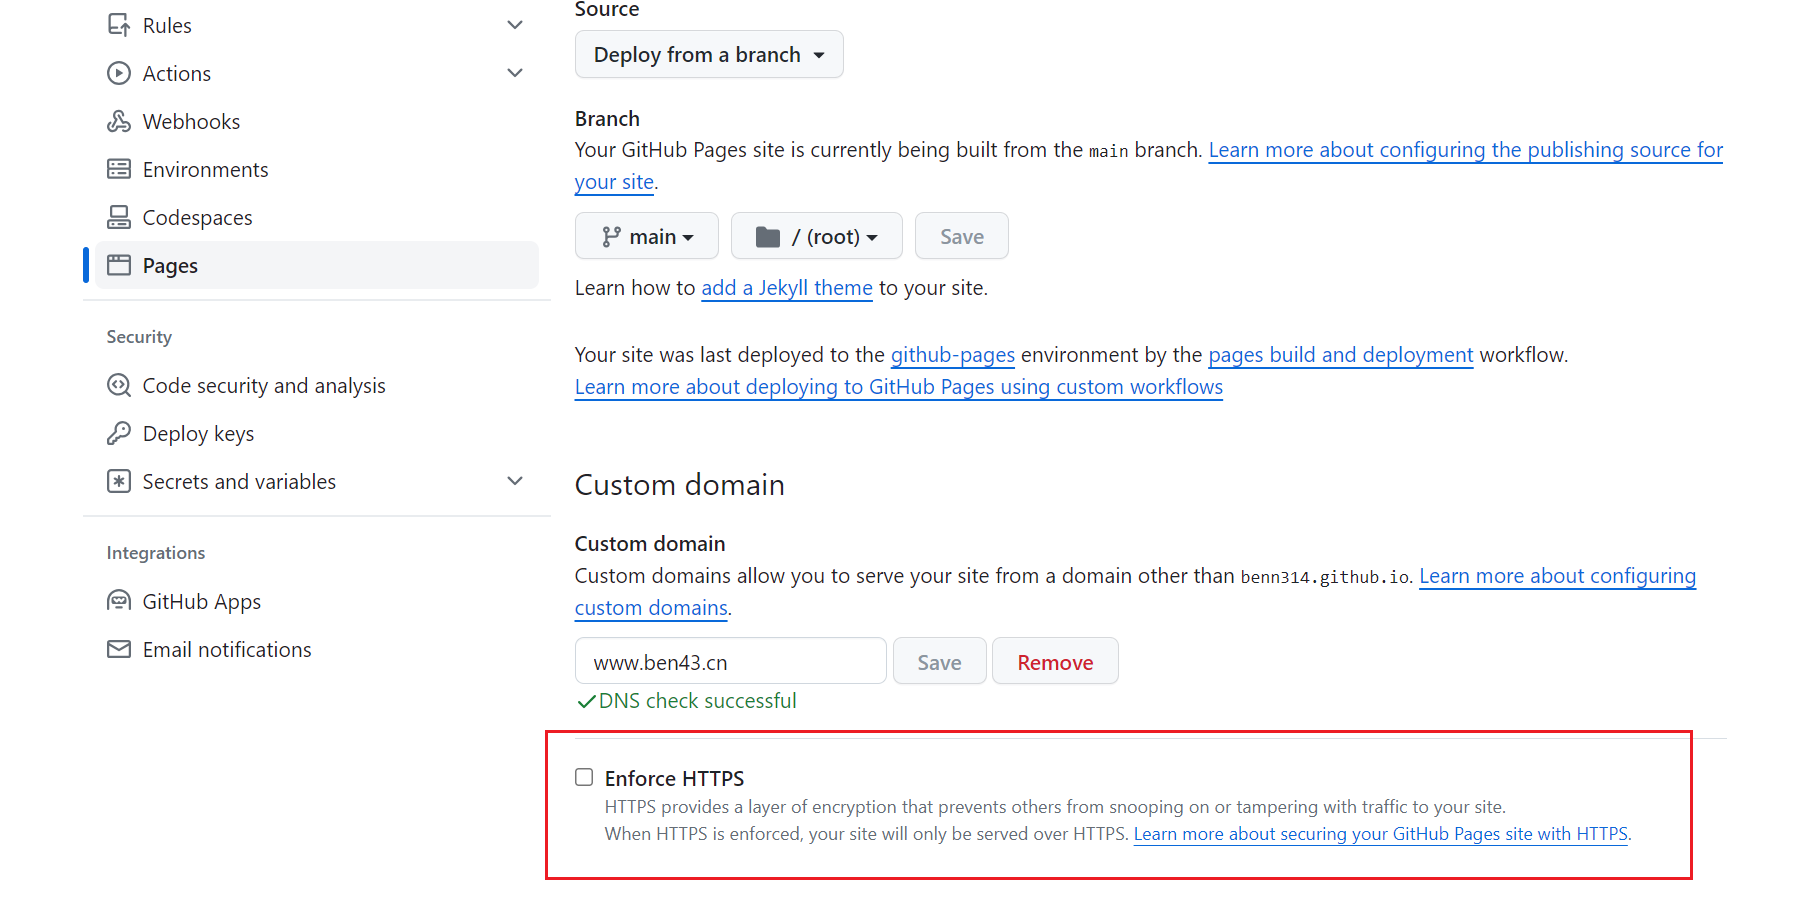 Rules
Actions
Webhooks
Environments
Codespaces
Pages
Security
Code security and analysis
Deploy keys
Secrets and variables
Integrations
GitHub Apps
Email notifications
Source
Deploy from a branch
Branch
Your GitHub Pages site is currently being built from the main branch. Learn more about configuring the publishing source for
your site.
main
/ (root)
Save
Learn how to add a Jekyll theme to your site.
Your site was last deployed to the github-pages environment by the pages build and deployment workflow.
Learn more about deploying to GitHub Pages using custom workflows
Custom domain
Custom domain
Custom domains allow you to serve your site from a domain other than benn314.github.io. Learn more about configuring
custom domains.
www.ben43.cn
Save
Remove
DNS check successful
Enforce HTTPS
HTTPS provides a layer of encryption that prevents others from snooping on or tampering with traffic to your site.
When HTTPS is enforced, your site will only be served over HTTPS. Learn more about securing your GitHub Pages site with HTTPS.